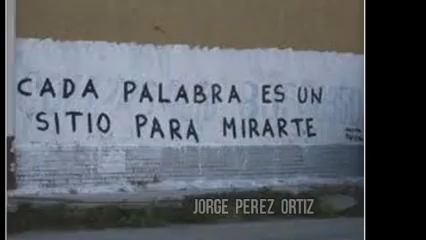 CADA PALABRA ES UN
SITIO PARA MIRARTE
JORGE PEREZ ORTIZ